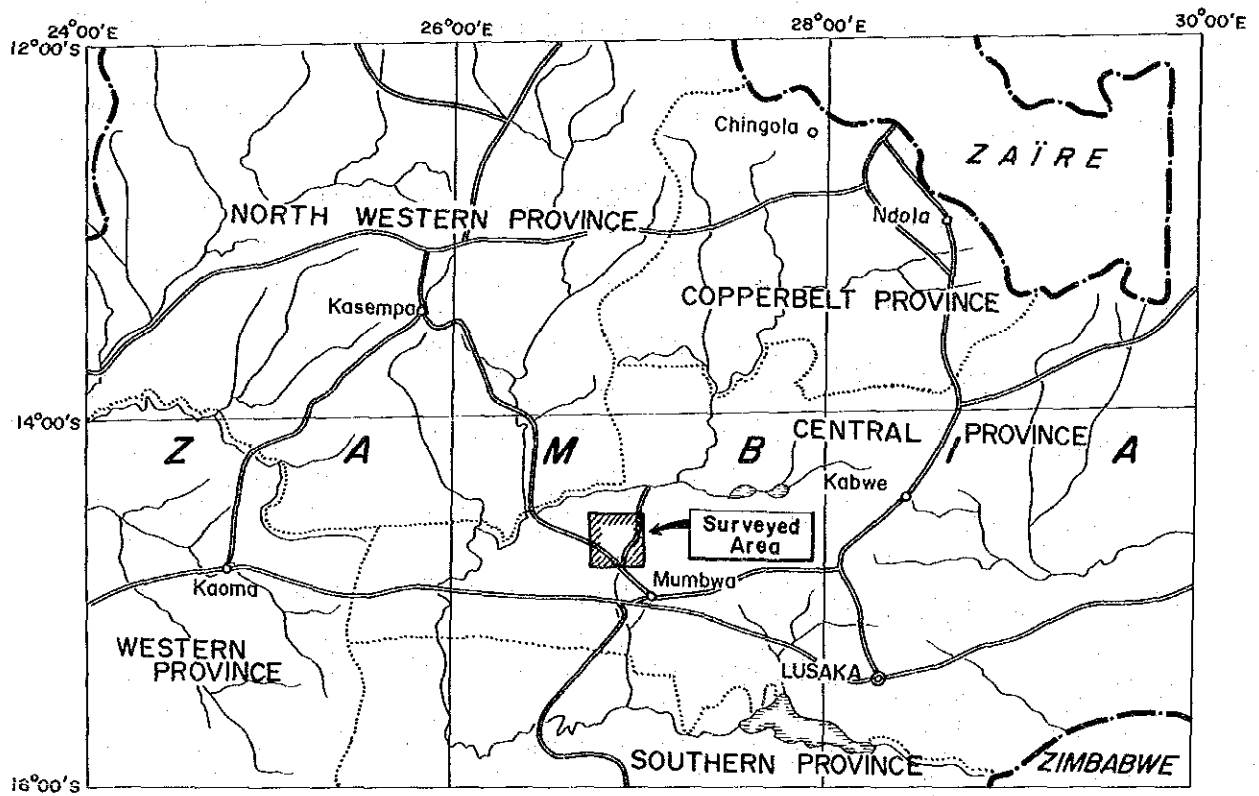 24°00'E
26°00'E
28°00'E
30°00'E
12°00'S
Chingola
ZAÏRE
NORTH WESTERN PROVINCE
Ndola
Kasempa
COPPERBELT PROVINCE
14°00'S
CENTRAL PROVINCE
Z A M B I A
Kabwe
Surveyed
Area
Kaoma
Mumbwa
WESTERN
PROVINCE
LUSAKA
SOUTHERN PROVINCE
ZIMBABWE
16°00'S